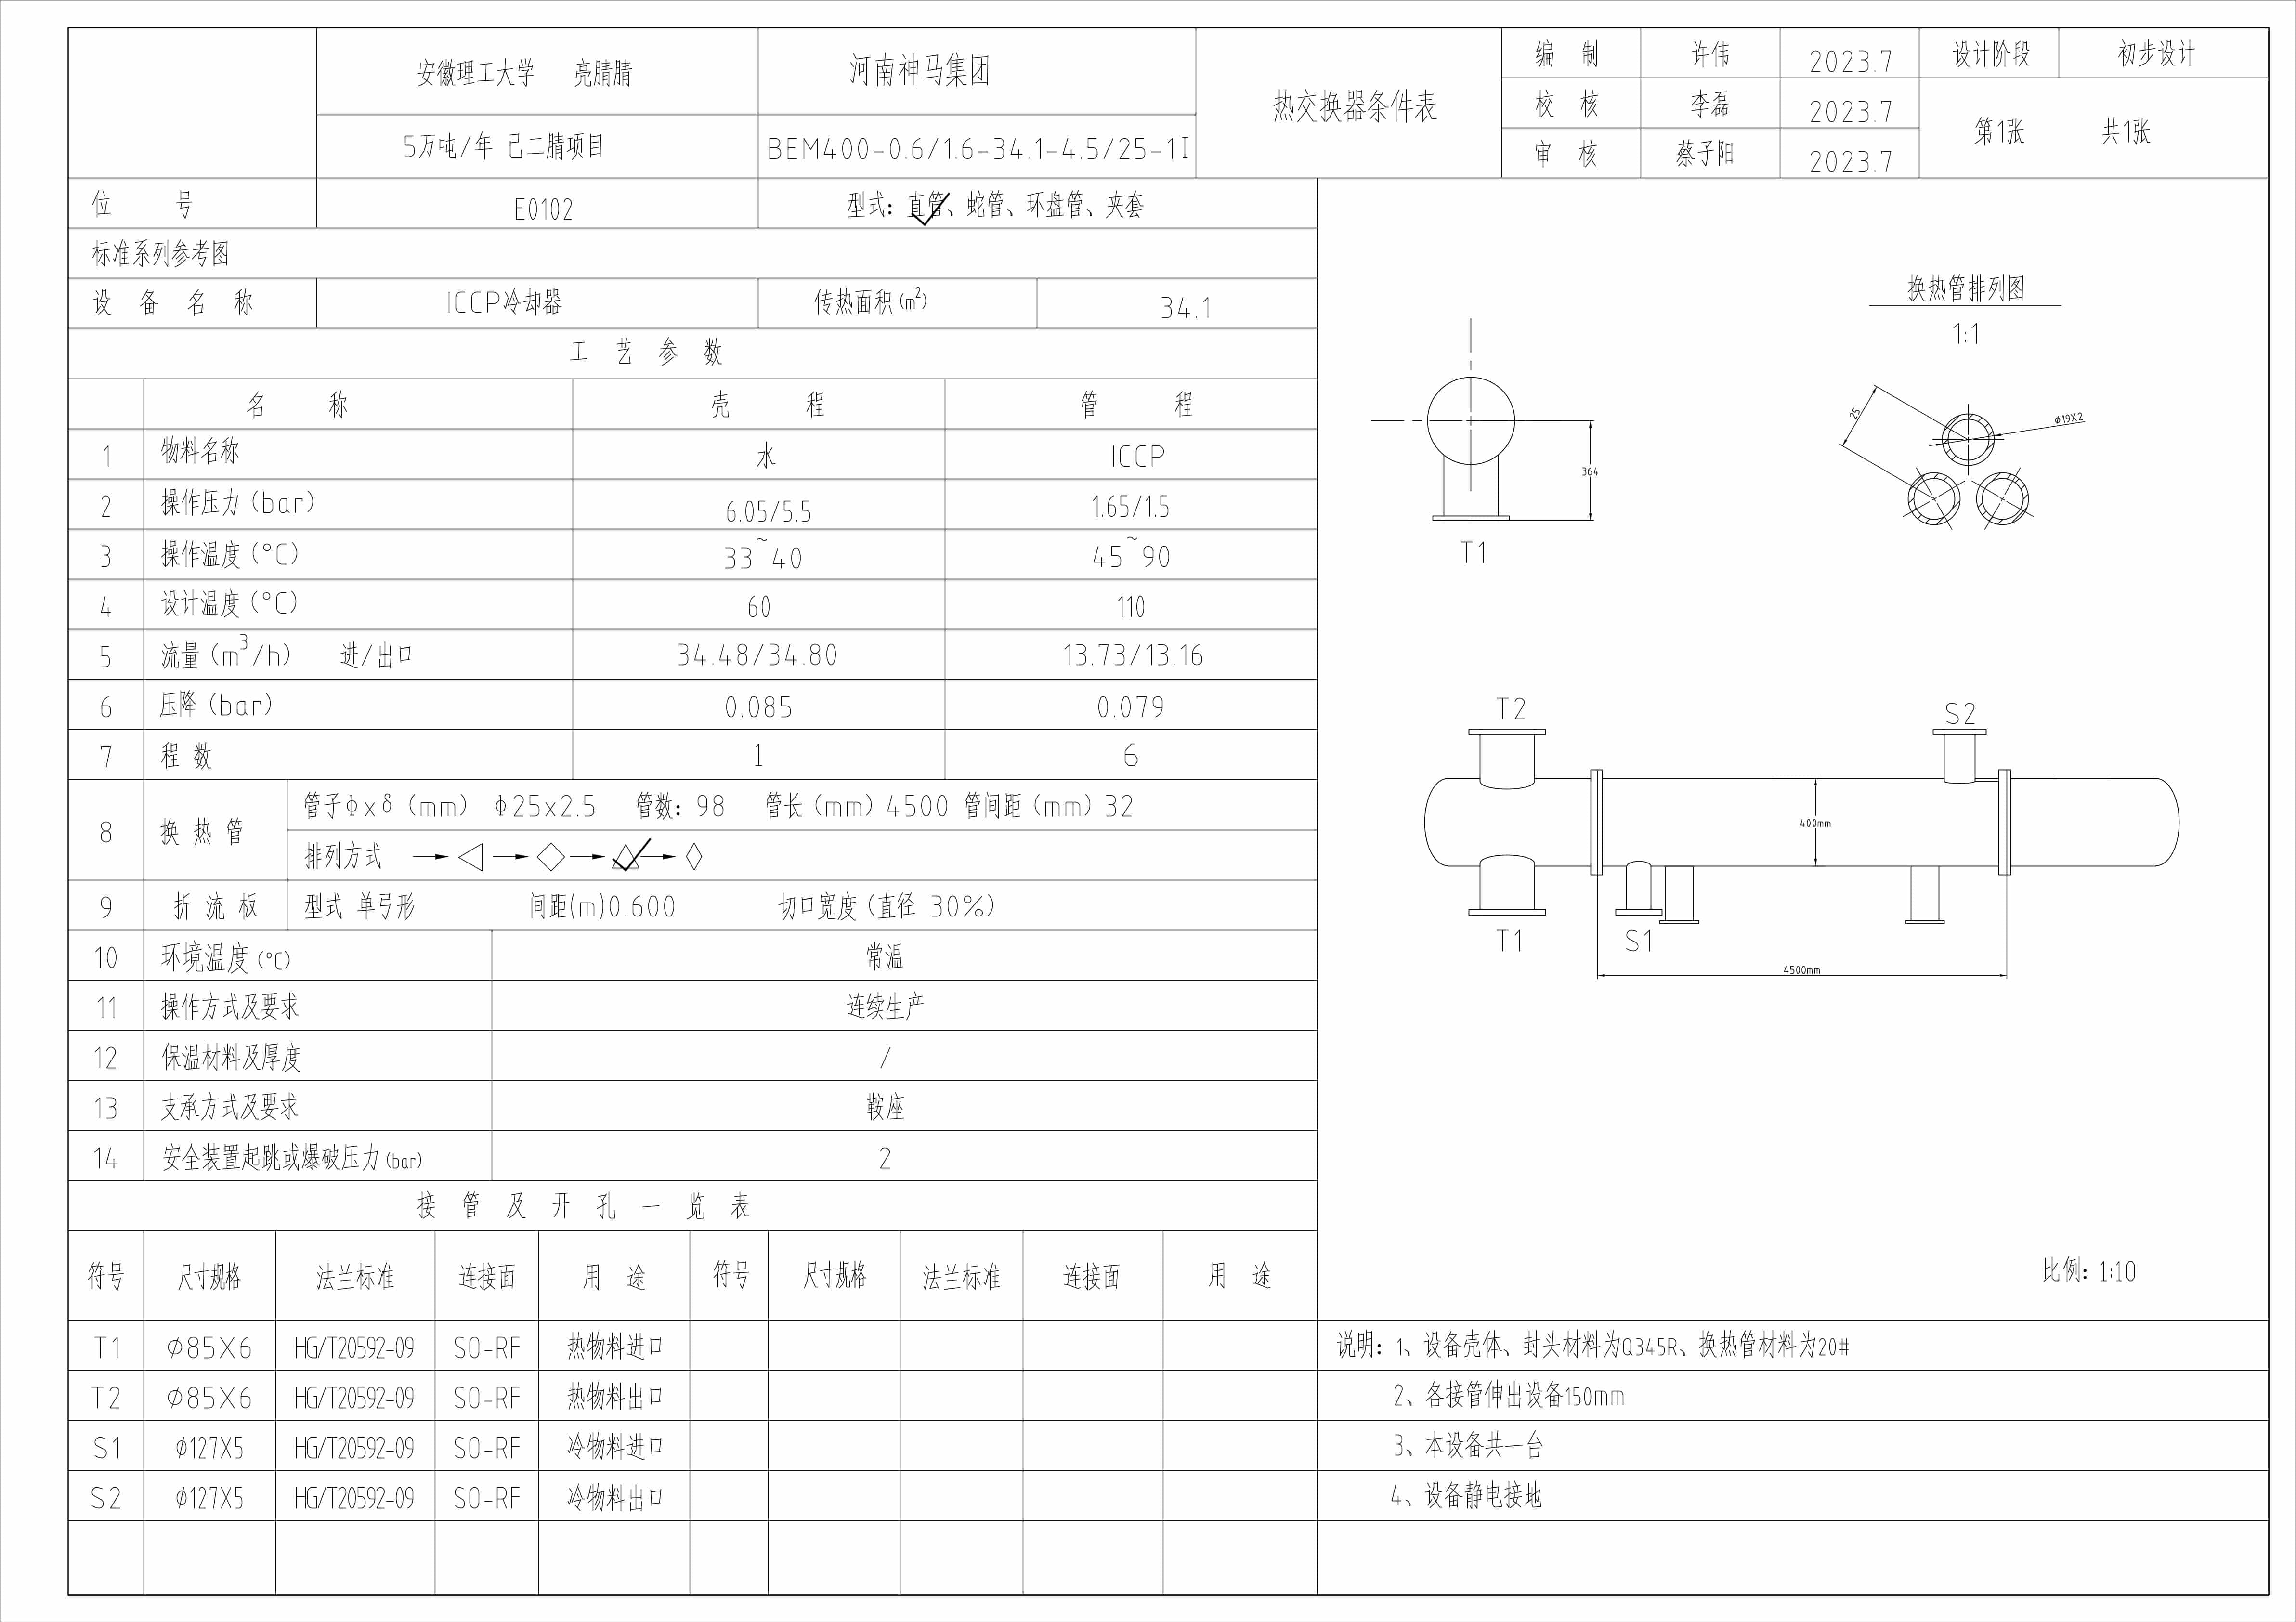 安徽理工大学 亮腈腈
河南神马集团
热交换器条件表
编 制 许伟 2023.7 设计阶段 初步设计
校 核 李磊 2023.7
第1张 共1张
审 核 蔡子阳 2023.7
5万吨/年 己二腈项目
BEM400-0.6/1.6-34.1-4.5/25-1I
位 号 E0102 型式：直管、蛇管、环盘管、夹套
标准系列参考图
设 备 名 称 ICCP冷却器 传热面积(m²) 34.1
工 艺 参 数
名 称 壳 程 管 程
1 物料名称 水 ICCP
2 操作压力(bar) 6.05/5.5 1.65/1.5
3 操作温度(°C) 33~40 45~90
4 设计温度(°C) 60 110
5 流量(m³/h) 进/出口 34.48/34.80 13.73/13.16
6 压降(bar) 0.085 0.079
7 程 数 1 6
8 换 热 管
管子Φxδ(mm) Φ25x2.5 管数：98 管长(mm)4500 管间距(mm)32
排列方式
9 折 流 板 型式 单弓形 间距(m)0.600 切口宽度(直径 30%)
10 环境温度(°C) 常温
11 操作方式及要求 连续生产
12 保温材料及厚度 /
13 支承方式及要求 鞍座
14 安全装置起跳或爆破压力(bar) 2
接 管 及 开 孔 一 览 表
符号 尺寸规格 法兰标准 连接面 用 途 符号 尺寸规格 法兰标准 连接面 用 途
T1 Φ85X6 HG/T20592-09 SO-RF 热物料进口
T2 Φ85X6 HG/T20592-09 SO-RF 热物料出口
S1 Φ127X5 HG/T20592-09 SO-RF 冷物料进口
S2 Φ127X5 HG/T20592-09 SO-RF 冷物料出口
换热管排列图
1:1
25
Φ19X2
364
T1
T2
S2
400mm
T1
S1
4500mm
比例：1:10
说明：1、设备壳体、封头材料为Q345R、换热管材料为20#
2、各接管伸出设备150mm
3、本设备共一台
4、设备静电接地